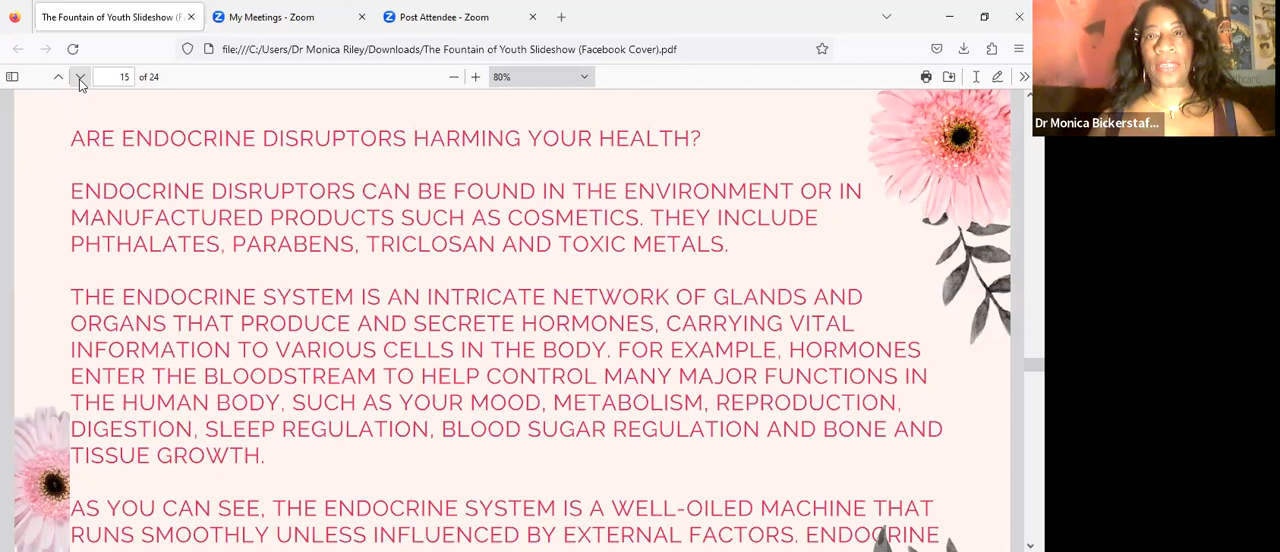 The Fountain of Youth Slideshow (F
My Meetings - Zoom
Post Attendee - Zoom
file:///C:/Users/Dr Monica Riley/Downloads/The Fountain of Youth Slideshow (Facebook Cover).pdf
15 of 24
80%
Dr Monica Bickerstaf...
ARE ENDOCRINE DISRUPTORS HARMING YOUR HEALTH?
ENDOCRINE DISRUPTORS CAN BE FOUND IN THE ENVIRONMENT OR IN
MANUFACTURED PRODUCTS SUCH AS COSMETICS. THEY INCLUDE
PHTHALATES, PARABENS, TRICLOSAN AND TOXIC METALS.
THE ENDOCRINE SYSTEM IS AN INTRICATE NETWORK OF GLANDS AND
ORGANS THAT PRODUCE AND SECRETE HORMONES, CARRYING VITAL
INFORMATION TO VARIOUS CELLS IN THE BODY. FOR EXAMPLE, HORMONES
ENTER THE BLOODSTREAM TO HELP CONTROL MANY MAJOR FUNCTIONS IN
THE HUMAN BODY, SUCH AS YOUR MOOD, METABOLISM, REPRODUCTION,
DIGESTION, SLEEP REGULATION, BLOOD SUGAR REGULATION AND BONE AND
TISSUE GROWTH.
AS YOU CAN SEE, THE ENDOCRINE SYSTEM IS A WELL-OILED MACHINE THAT
RUNS SMOOTHLY UNLESS INFLUENCED BY EXTERNAL FACTORS. ENDOCRINE